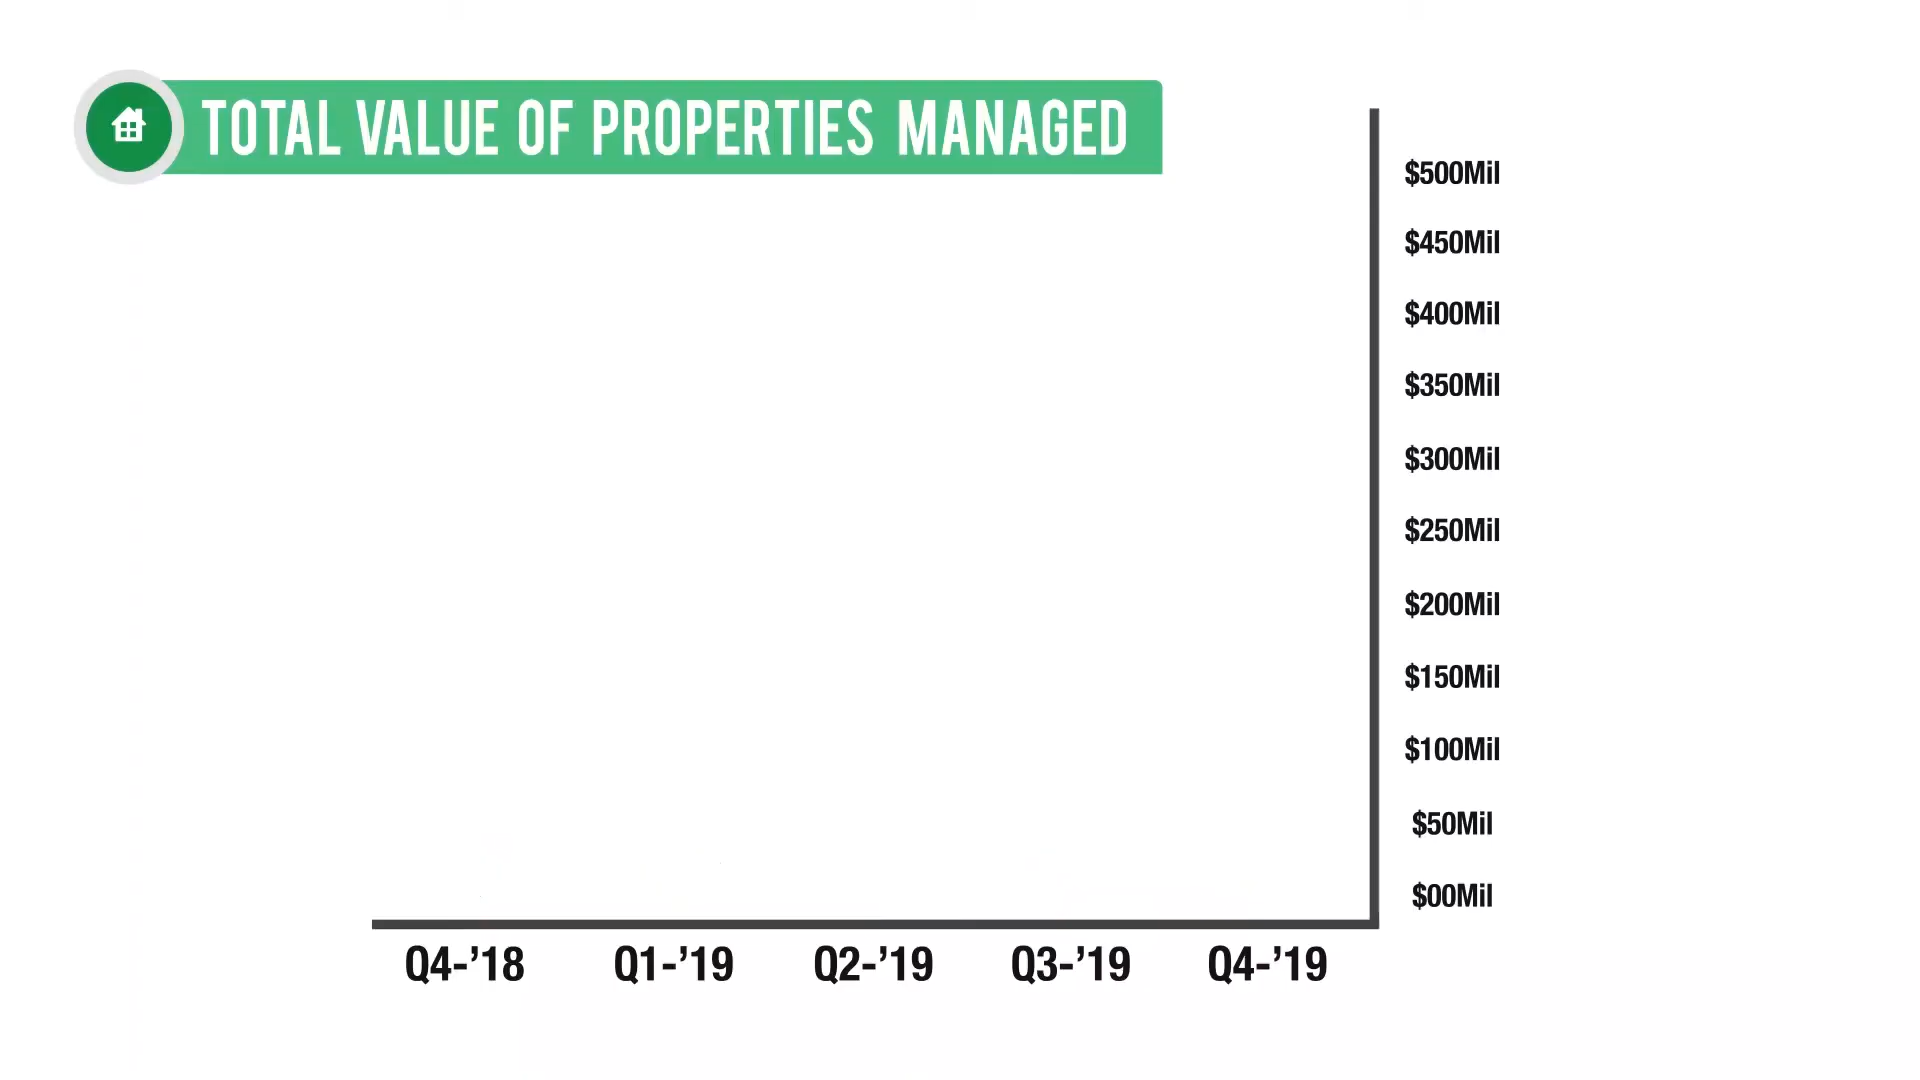 TOTAL VALUE OF PROPERTIES MANAGED
$500Mil
$450Mil
$400Mil
$350Mil
$300Mil
$250Mil
$200Mil
$150Mil
$100Mil
$50Mil
$00Mil
Q4-’18 Q1-’19 Q2-’19 Q3-’19 Q4-’19